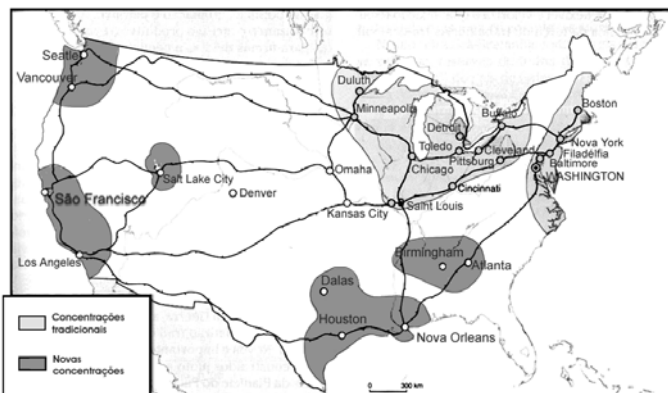 Seatle
Vancouver
Duluth
Minneapolis
Boston
Buffalo
Detroit
Nova York
Toledo
Cleveland
Filadélfia
Pittsburg
Baltimore
Chicago
WASHINGTON
Omaha
Salt Lake City
Denver
Cincinnati
São Francisco
Kansas City
Saint Louis
Los Angeles
Birmingham
Atlanta
Dalas
Houston
Nova Orleans
Concentrações
tradicionais
Novas
concentrações
0 300 km